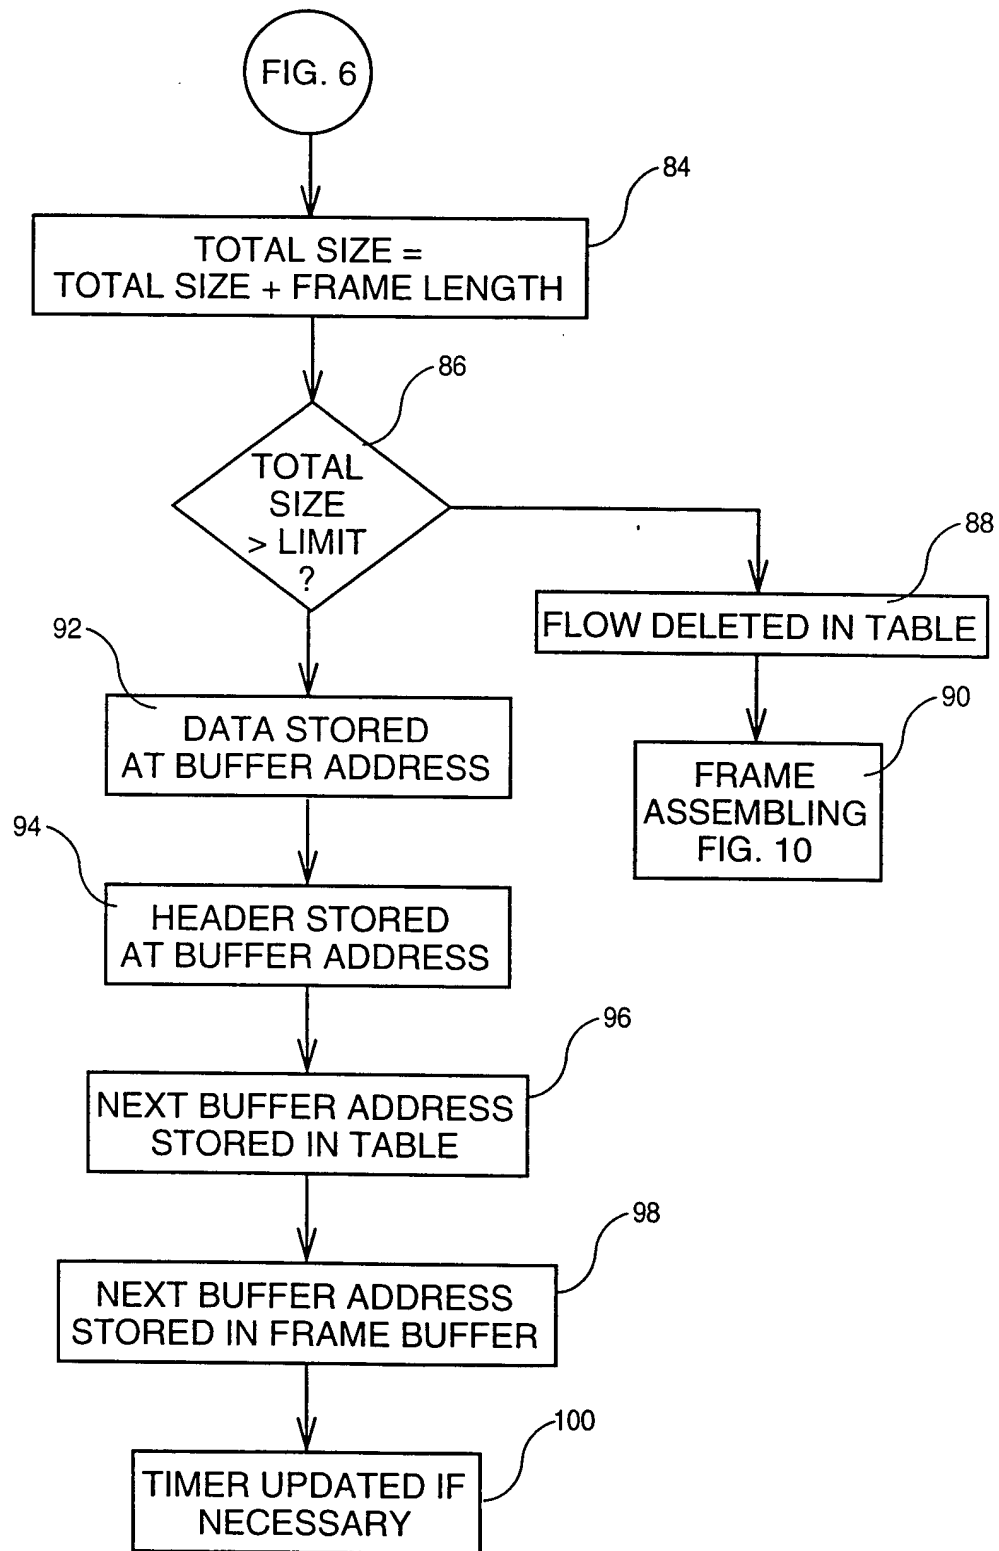 FIG. 6
84
TOTAL SIZE =
TOTAL SIZE + FRAME LENGTH
86
TOTAL
SIZE
> LIMIT
?
88
FLOW DELETED IN TABLE
90
FRAME
ASSEMBLING
FIG. 10
92
DATA STORED
AT BUFFER ADDRESS
94
HEADER STORED
AT BUFFER ADDRESS
96
NEXT BUFFER ADDRESS
STORED IN TABLE
98
NEXT BUFFER ADDRESS
STORED IN FRAME BUFFER
100
TIMER UPDATED IF
NECESSARY